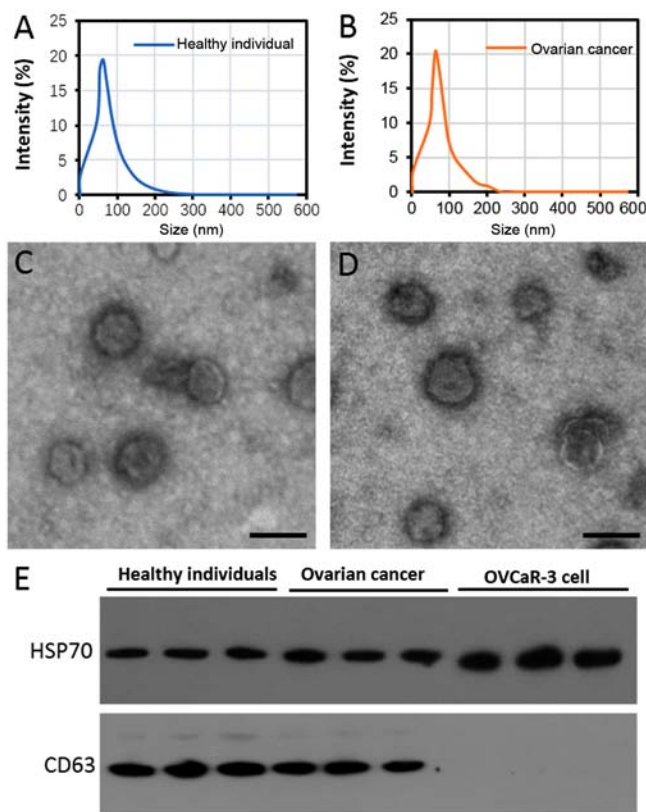 A
Intensity (%)
25
20
15
10
5
0
Healthy individual
0 100 200 300 400 500 600
Size (nm)
B
Intensity (%)
25
20
15
10
5
0
Ovarian cancer
0 100 200 300 400 500 600
Size (nm)
C
D
E
Healthy individuals Ovarian cancer OVCaR-3 cell
HSP70
CD63